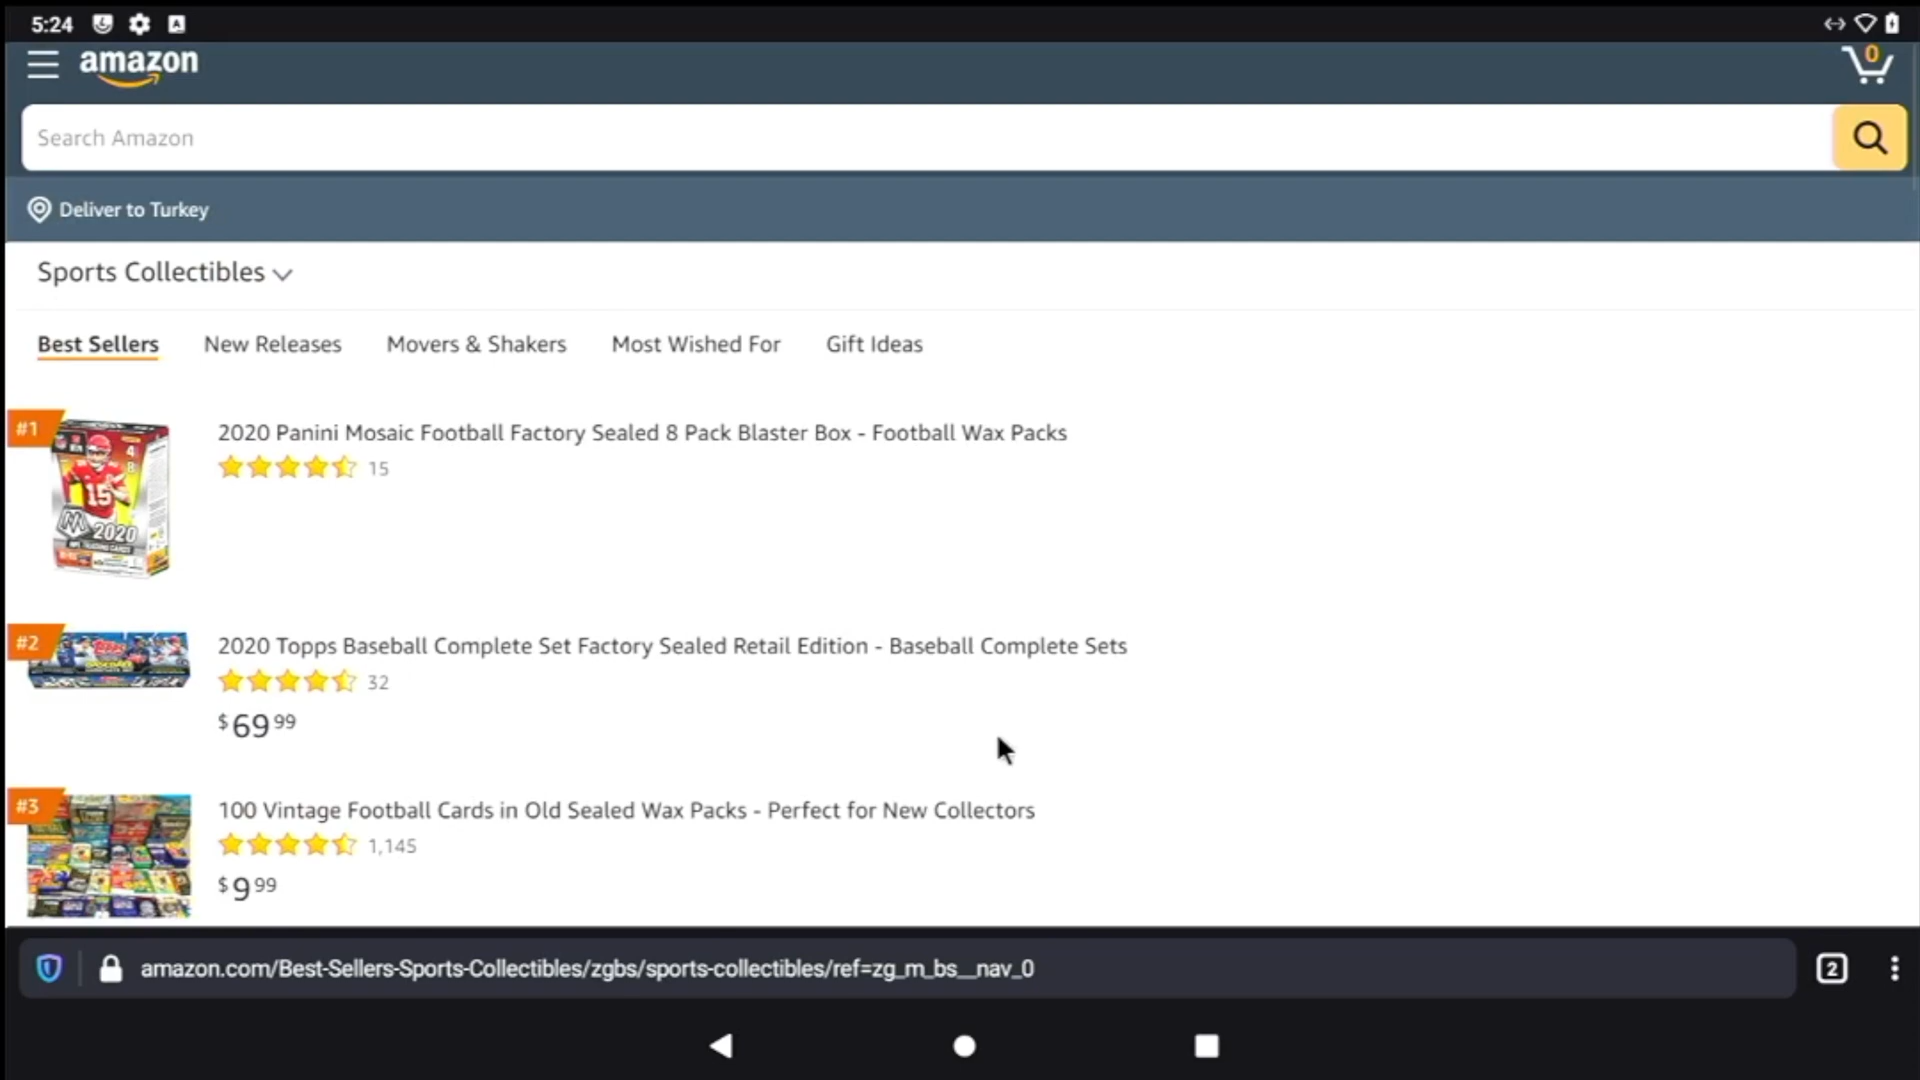 5:24
amazon
0
Search Amazon
Deliver to Turkey
Sports Collectibles
Best Sellers New Releases Movers & Shakers Most Wished For Gift Ideas
#1
2020 Panini Mosaic Football Factory Sealed 8 Pack Blaster Box - Football Wax Packs
15
15
2020
#2
2020 Topps Baseball Complete Set Factory Sealed Retail Edition - Baseball Complete Sets
32
$69 99
#3
100 Vintage Football Cards in Old Sealed Wax Packs - Perfect for New Collectors
1,145
$9 99
amazon.com/Best-Sellers-Sports-Collectibles/zgbs/sports-collectibles/ref=zg_m_bs__nav_0
2